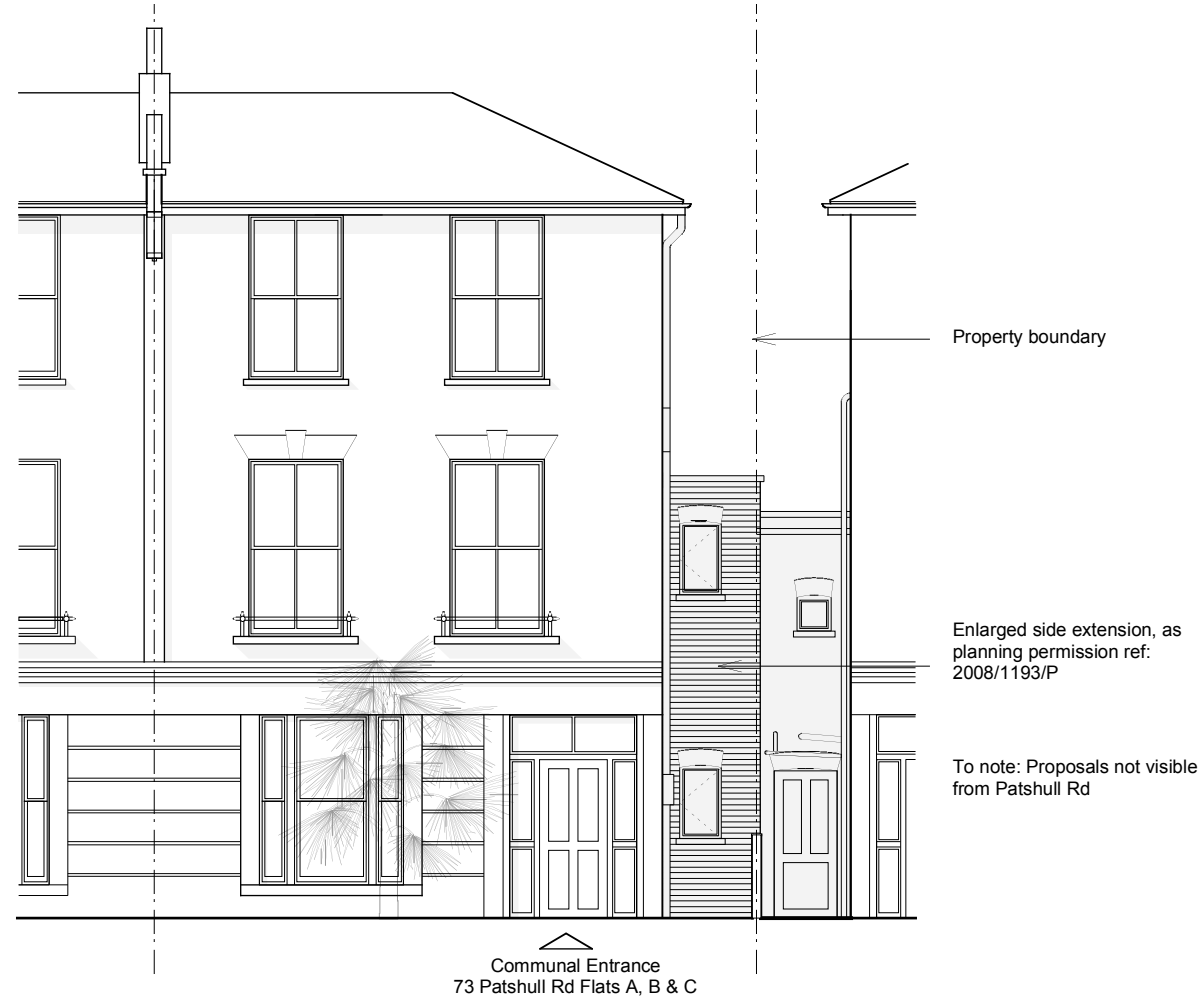 Property boundary
Enlarged side extension, as
planning permission ref:
2008/1193/P
To note: Proposals not visible
from Patshull Rd
Communal Entrance
73 Patshull Rd Flats A, B & C